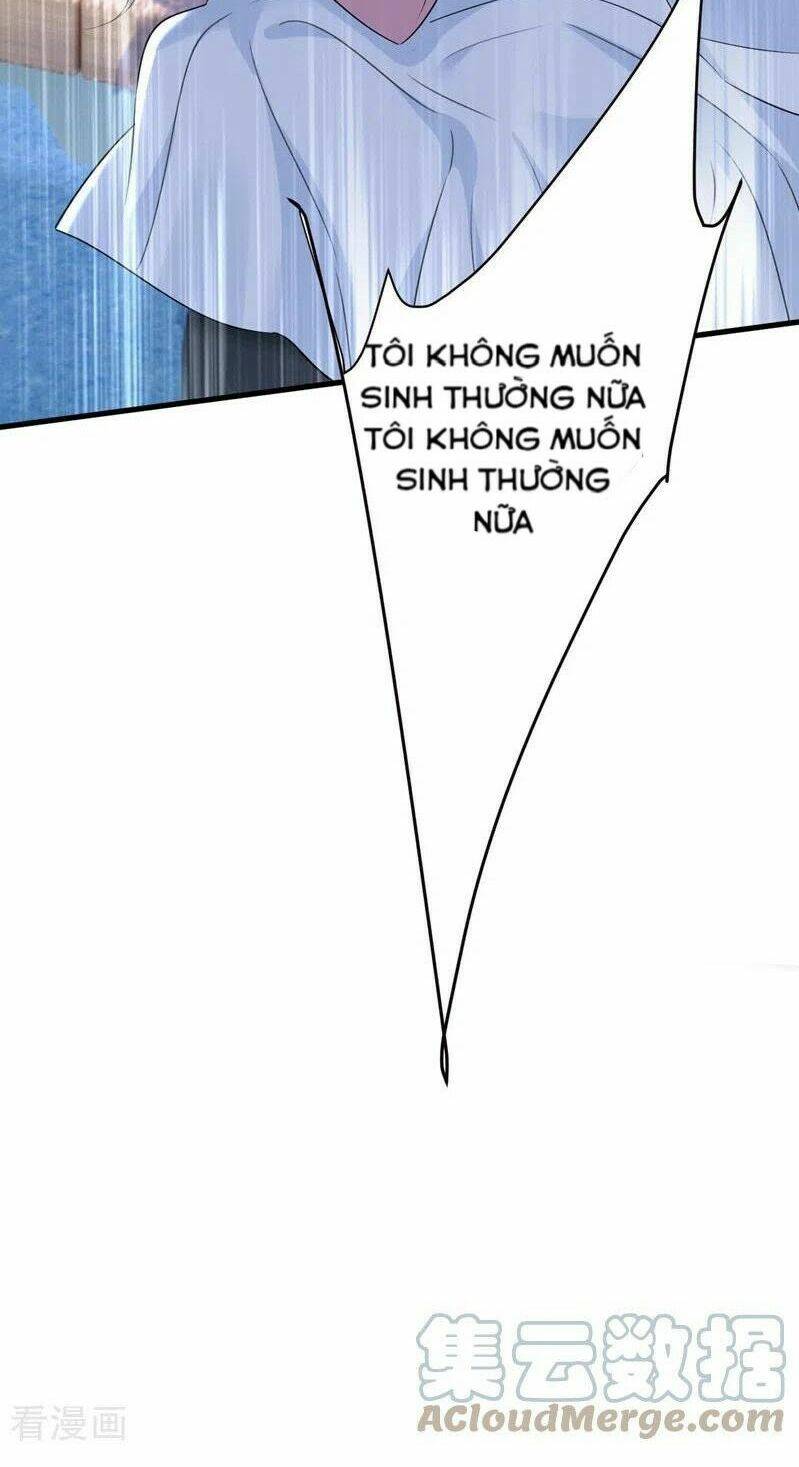 TÔI KHÔNG MUỐN
SINH THƯỜNG NỮA
TÔI KHÔNG MUỐN
SINH THƯỜNG
NỮA
集云数据
看漫画
ACloudMerge.com